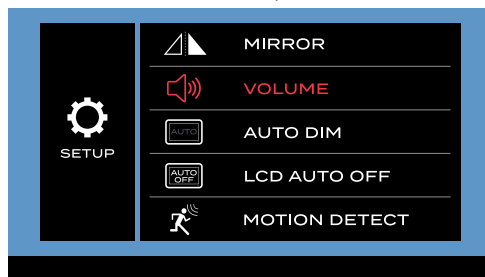 MIRROR
VOLUME
AUTO
AUTO DIM
SETUP
AUTO
OFF
LCD AUTO OFF
MOTION DETECT